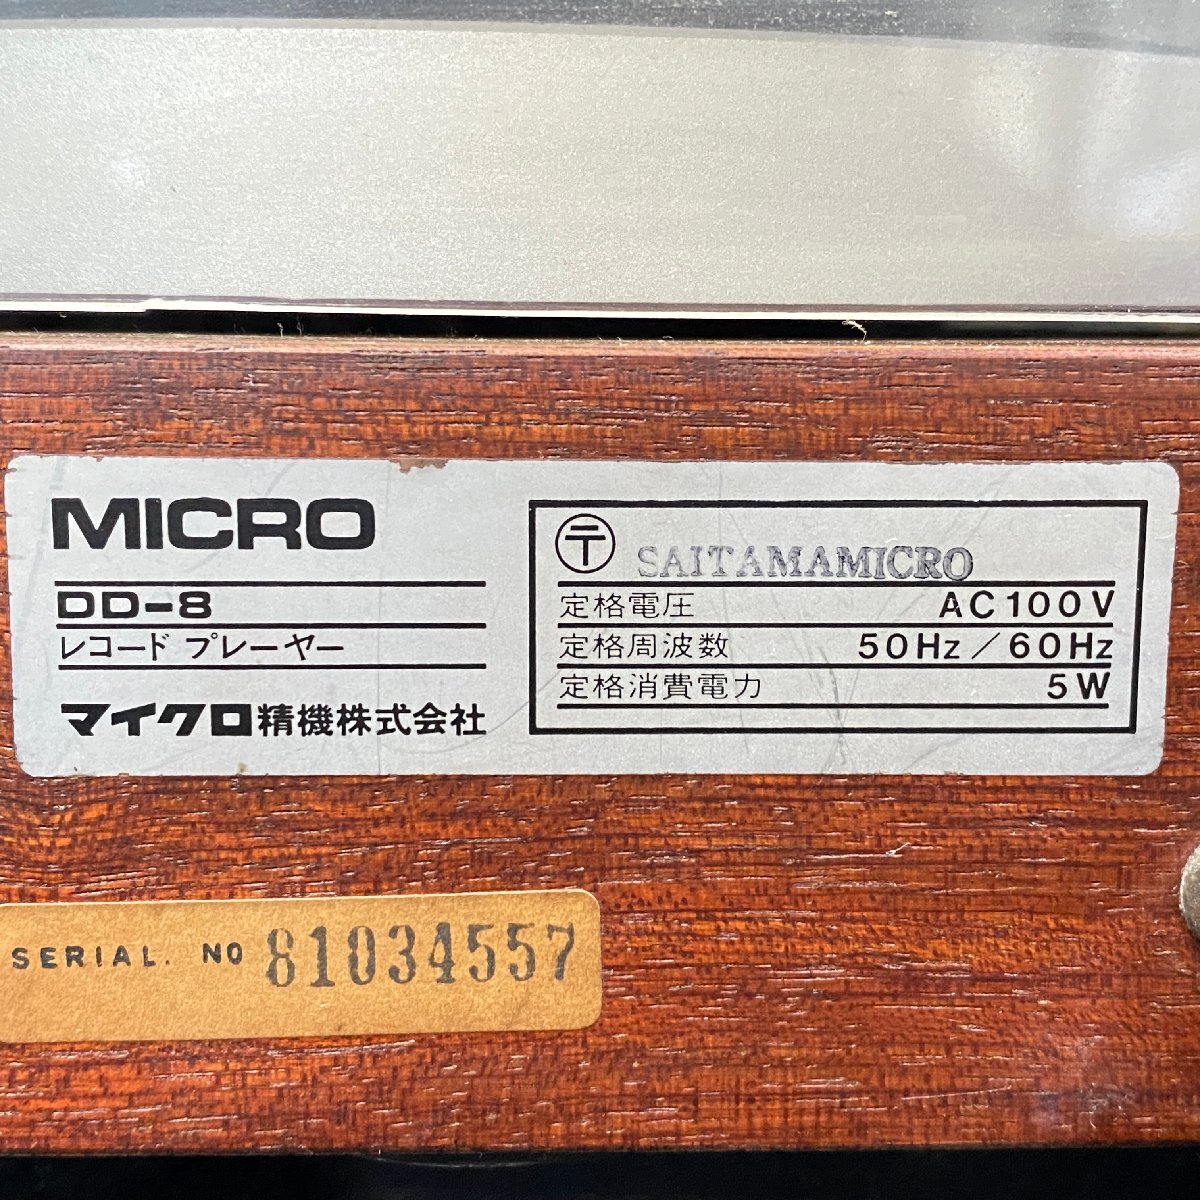 MICRO
DD-8
レコード プレーヤー
マイクロ精機株式会社
〒 SAITAMAMICRO
定格電圧 AC100V
定格周波数 50Hz/60Hz
定格消費電力 5W
SERIAL. NO 81034557